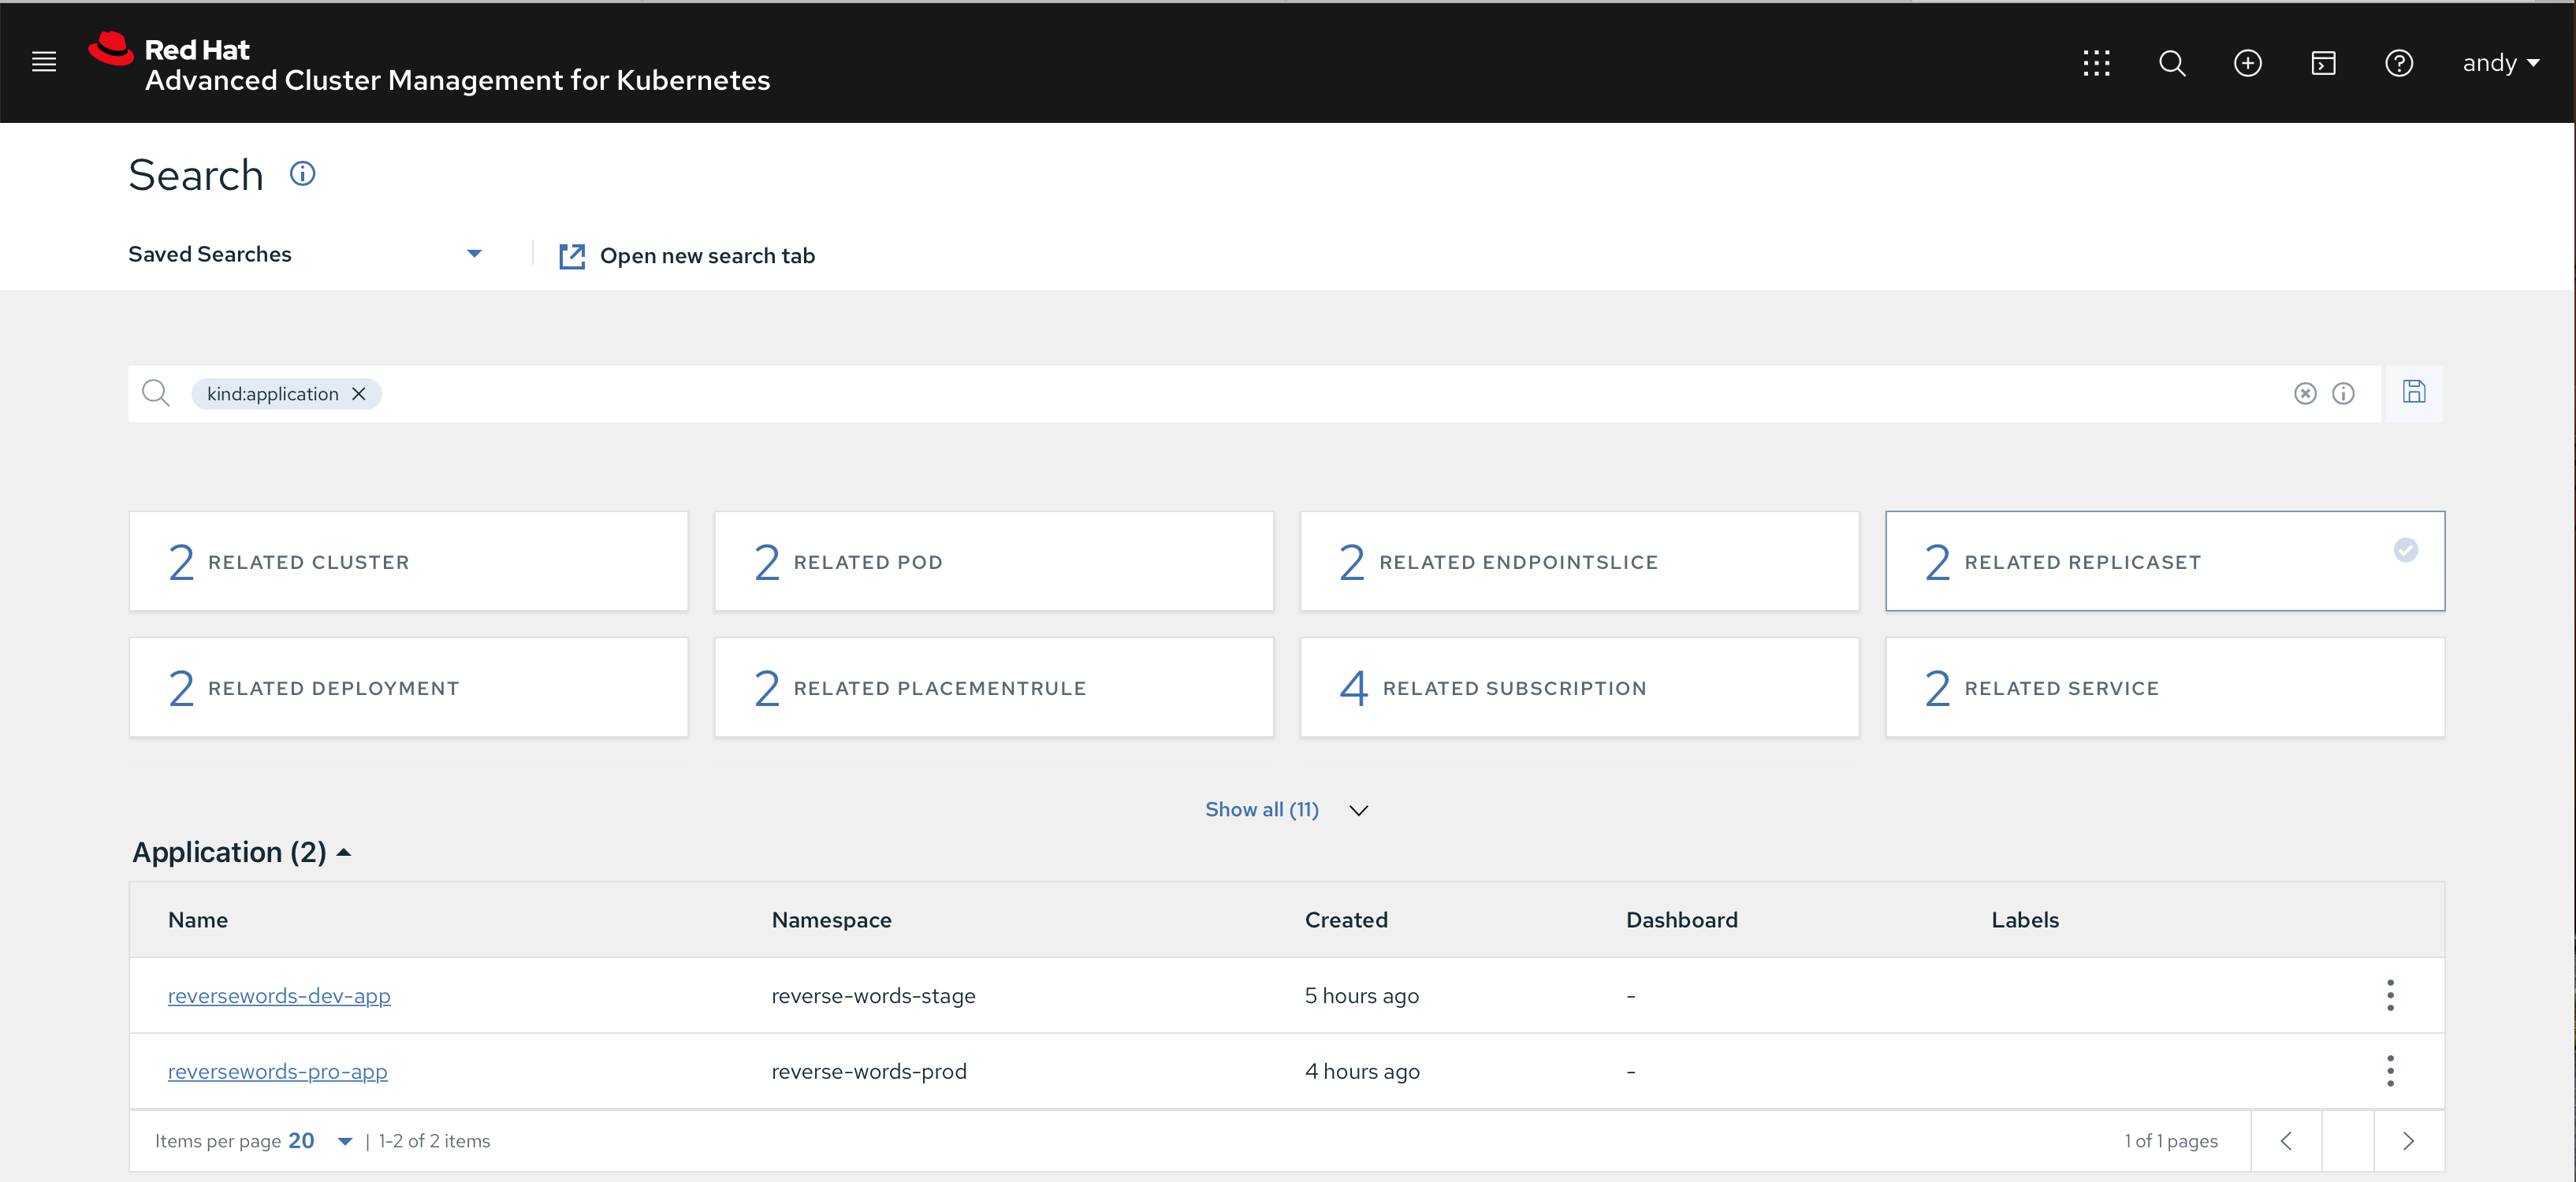 Red Hat
Advanced Cluster Management for Kubernetes
andy
Search
Saved Searches
Open new search tab
kind:application
2 RELATED CLUSTER
2 RELATED POD
2 RELATED ENDPOINTSLICE
2 RELATED REPLICASET
2 RELATED DEPLOYMENT
2 RELATED PLACEMENTRULE
4 RELATED SUBSCRIPTION
2 RELATED SERVICE
Show all (11)
Application (2)
Name Namespace Created Dashboard Labels
reversewords-dev-app reverse-words-stage 5 hours ago -
reversewords-pro-app reverse-words-prod 4 hours ago -
Items per page 20 | 1-2 of 2 items 1 of 1 pages